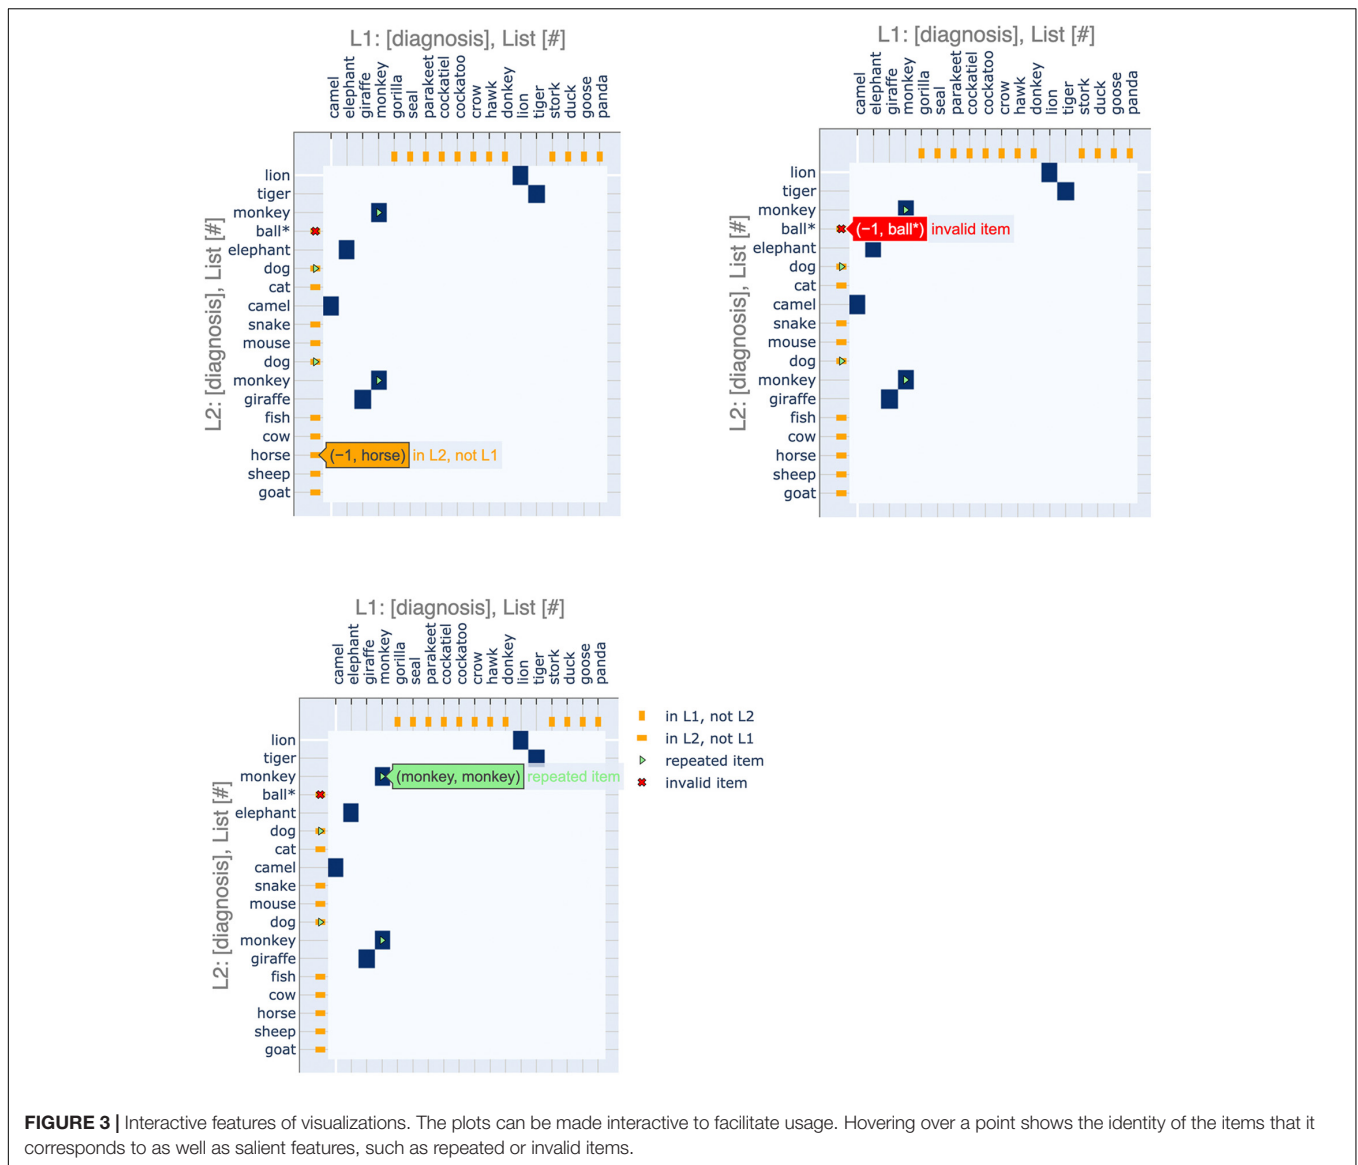 L1: [diagnosis], List [#]
camel
elephant
giraffe
monkey
gorilla
seal
parakeet
cockatiel
cockatoo
crow
hawk
donkey
lion
tiger
stork
duck
goose
panda
L2: [diagnosis], List [#]
lion
tiger
monkey
ball*
elephant
dog
cat
camel
snake
mouse
dog
monkey
giraffe
fish
cow
horse
(−1, horse) in L2, not L1
sheep
goat
L1: [diagnosis], List [#]
camel
elephant
giraffe
monkey
gorilla
seal
parakeet
cockatiel
cockatoo
crow
hawk
donkey
lion
tiger
stork
duck
goose
panda
L2: [diagnosis], List [#]
lion
tiger
monkey
ball*
(−1, ball*) invalid item
elephant
dog
cat
camel
snake
mouse
dog
monkey
giraffe
fish
cow
horse
sheep
goat
L1: [diagnosis], List [#]
camel
elephant
giraffe
monkey
gorilla
seal
parakeet
cockatiel
cockatoo
crow
hawk
donkey
lion
tiger
stork
duck
goose
panda
L2: [diagnosis], List [#]
lion
tiger
monkey
(monkey, monkey) repeated item
ball*
elephant
dog
cat
camel
snake
mouse
dog
monkey
giraffe
fish
cow
horse
sheep
goat
in L1, not L2
in L2, not L1
repeated item
invalid item
FIGURE 3 | Interactive features of visualizations. The plots can be made interactive to facilitate usage. Hovering over a point shows the identity of the items that it
corresponds to as well as salient features, such as repeated or invalid items.